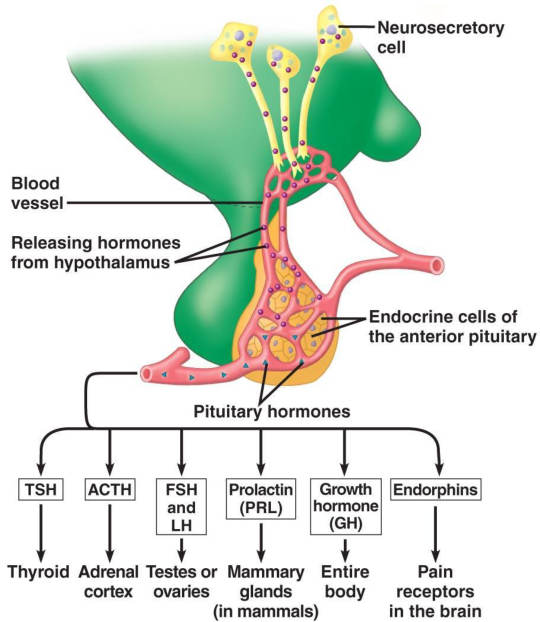 Neurosecretory
cell
Blood
vessel
Releasing hormones
from hypothalamus
Endocrine cells of
the anterior pituitary
Pituitary hormones
TSH
ACTH
FSH
and
LH
Prolactin
(PRL)
Growth
hormone
(GH)
Endorphins
Thyroid
Adrenal
cortex
Testes or
ovaries
Mammary
glands
(in mammals)
Entire
body
Pain
receptors
in the brain